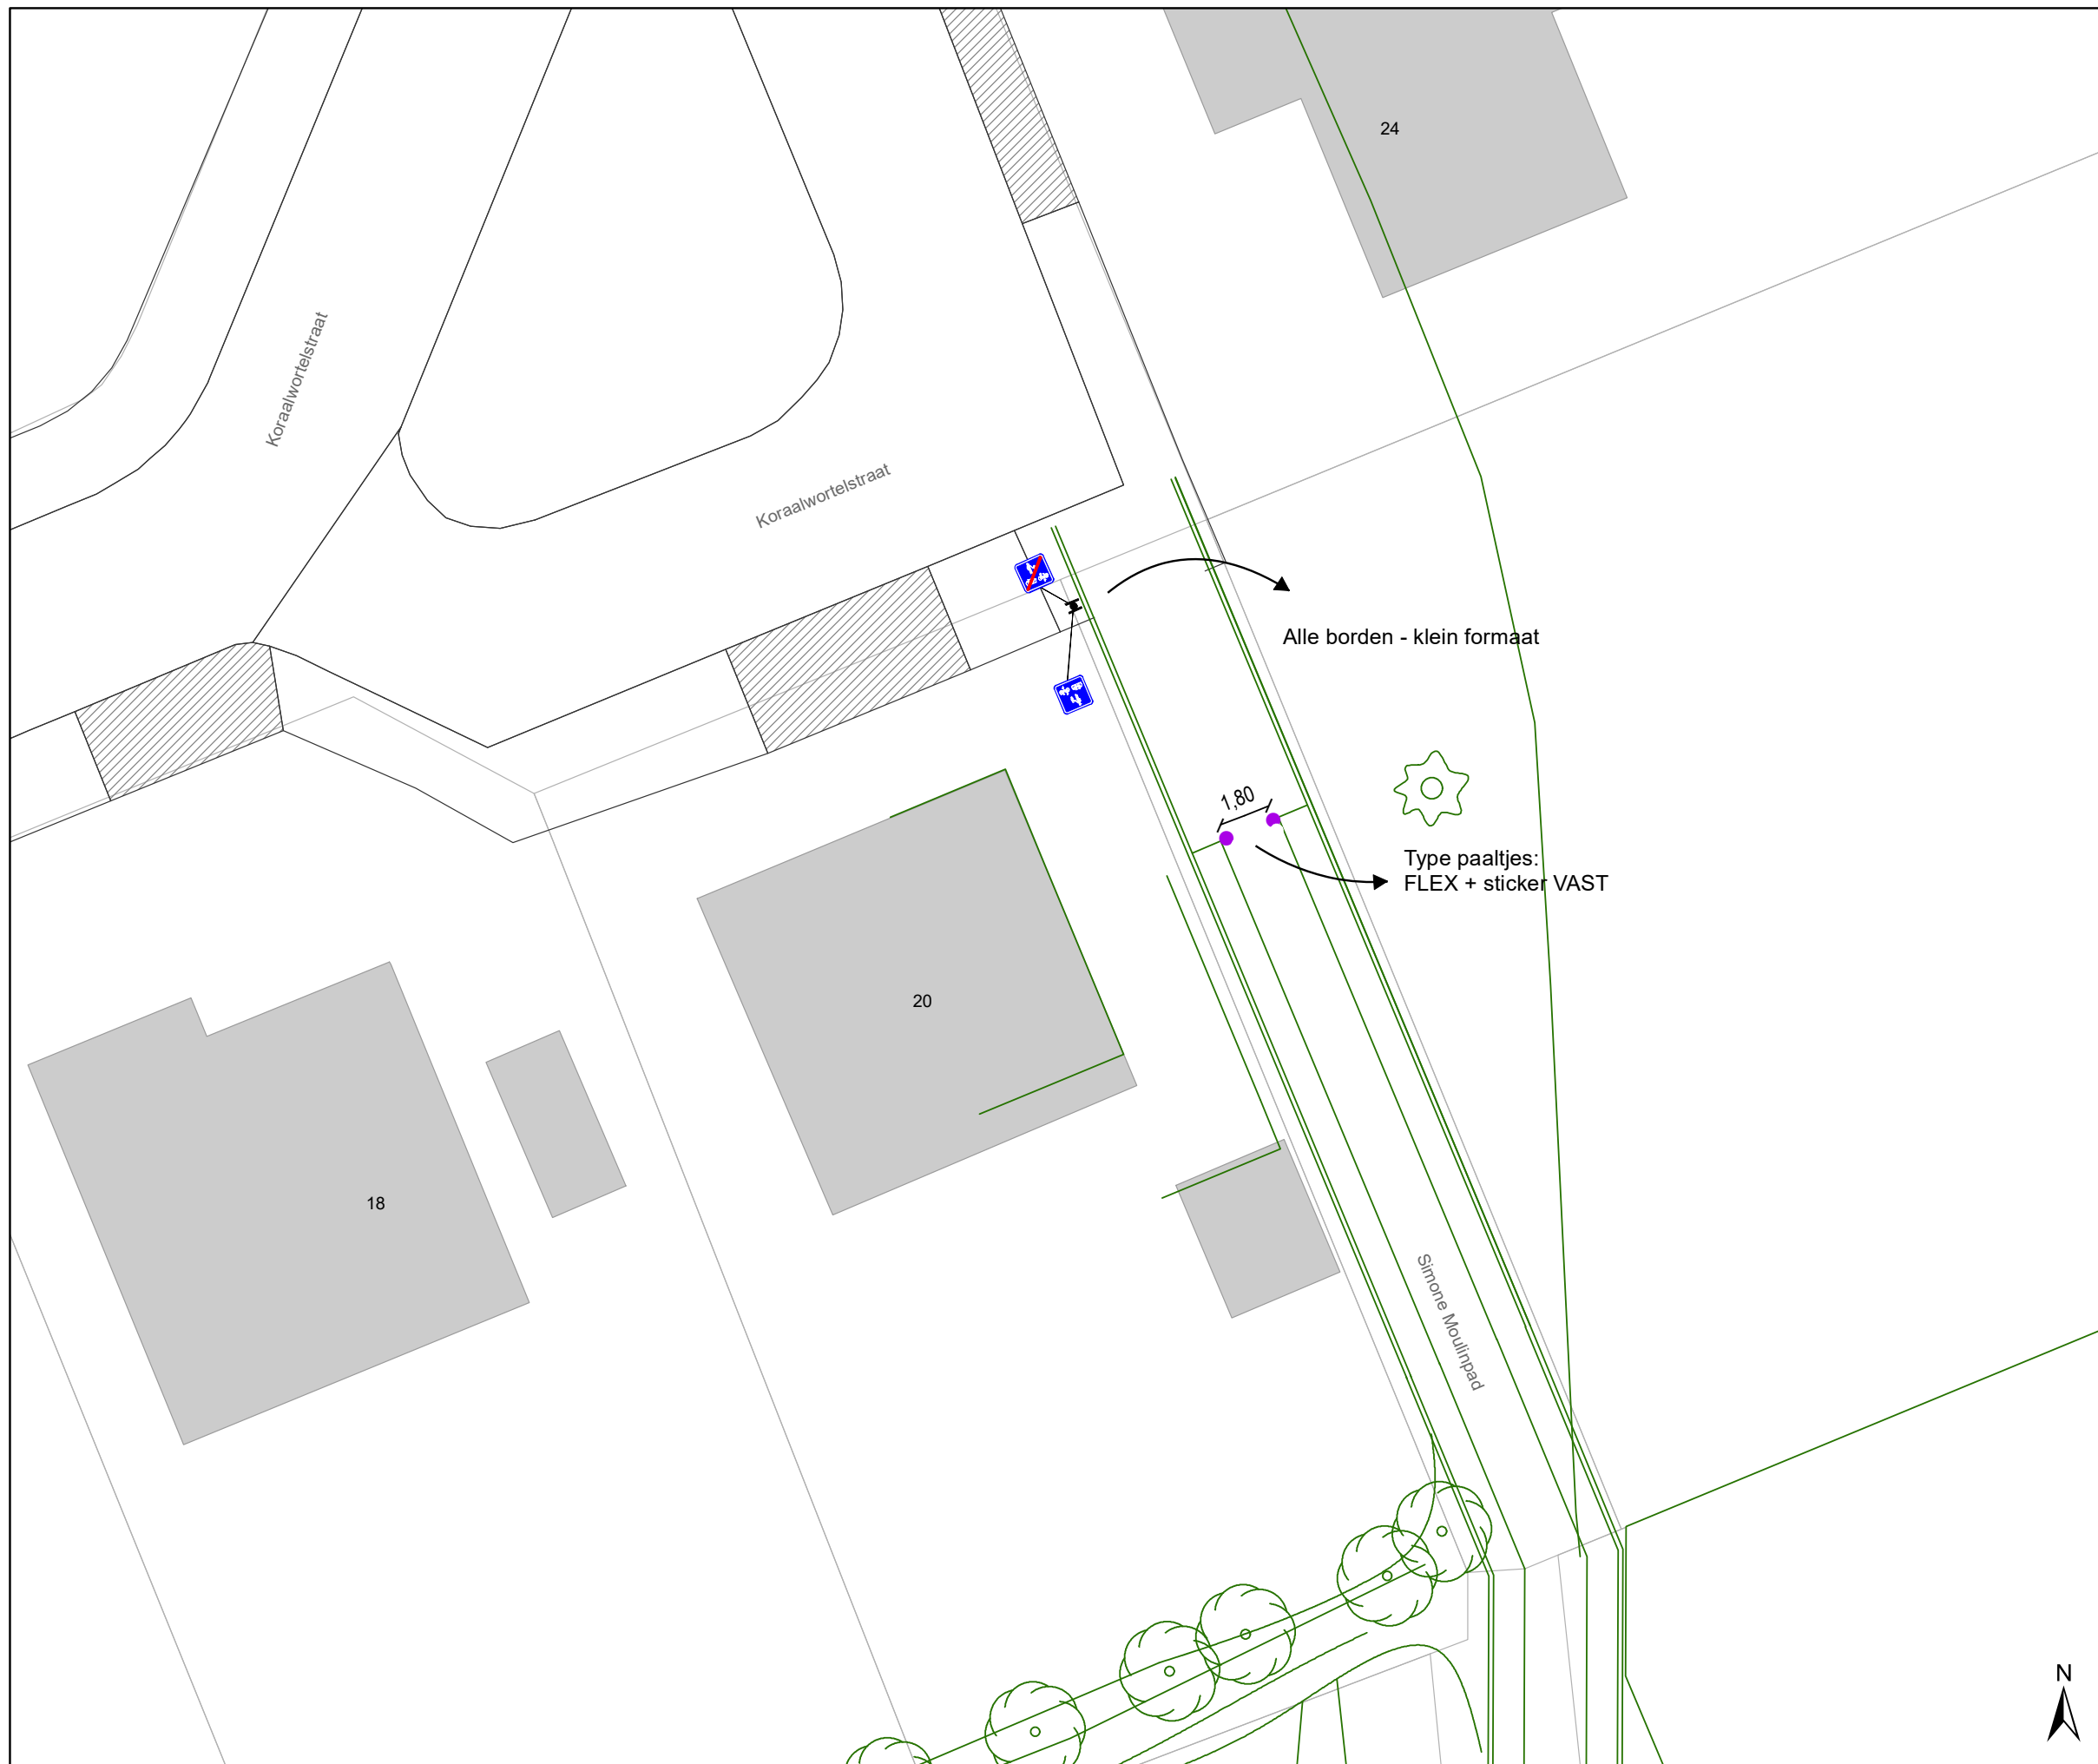 24
Koraalwortelstraat
Koraalwortelstraat
Alle borden - klein formaat
1,80
Type paaltjes:
FLEX + sticker VAST
20
18
Simone Moulinpad
N